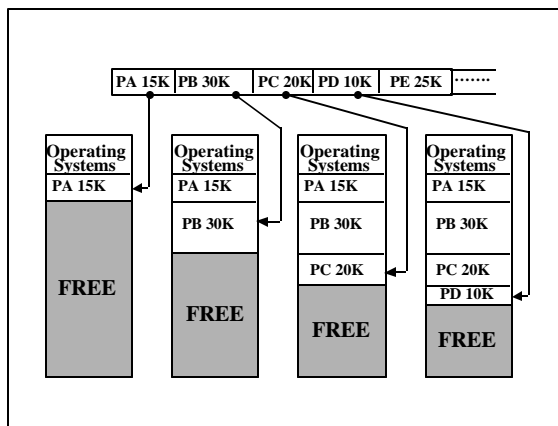 PA 15K PB 30K PC 20K PD 10K PE 25K .......
Operating
Systems
PA 15K
FREE
Operating
Systems
PA 15K
PB 30K
FREE
Operating
Systems
PA 15K
PB 30K
PC 20K
FREE
Operating
Systems
PA 15K
PB 30K
PC 20K
PD 10K
FREE